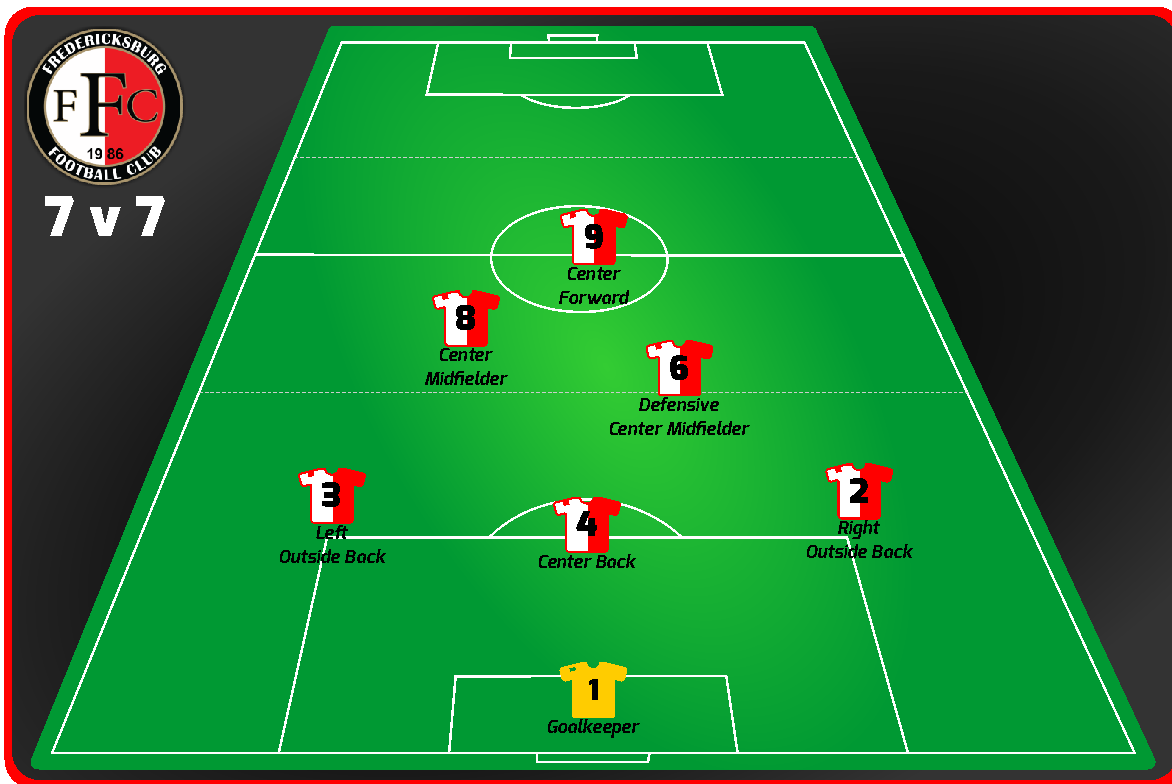 FREDERICKSBURG
FFC
19 86
FOOTBALL CLUB
7 v 7
9
Center
Forward
8
Center
Midfielder
6
Defensive
Center Midfielder
3
Left
Outside Back
4
Center Back
2
Right
Outside Back
1
Goalkeeper